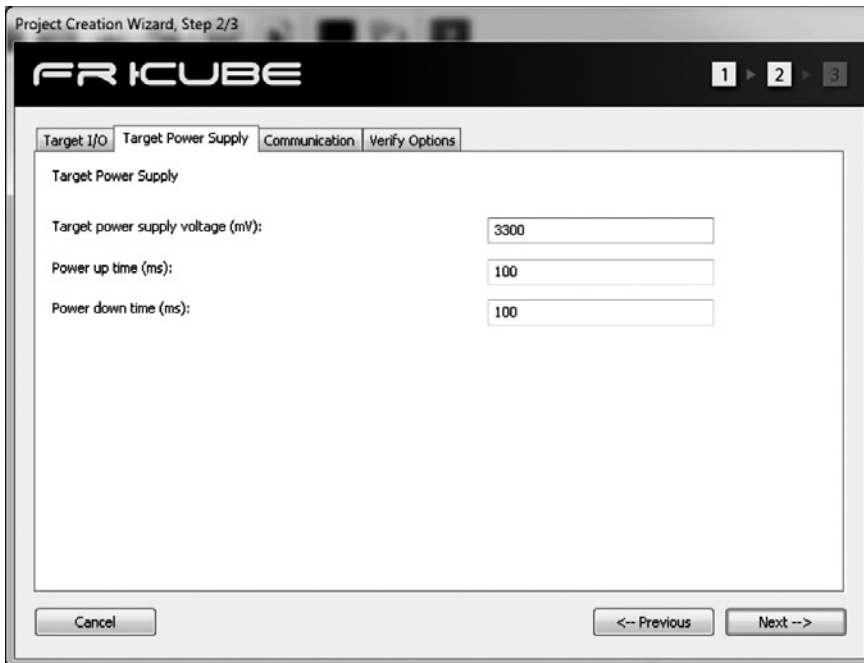 Project Creation Wizard, Step 2/3
FRICUBE
1 2 3
Target I/O Target Power Supply Communication Verify Options
Target Power Supply
Target power supply voltage (mV): 3300
Power up time (ms): 100
Power down time (ms): 100
Cancel <-- Previous Next -->